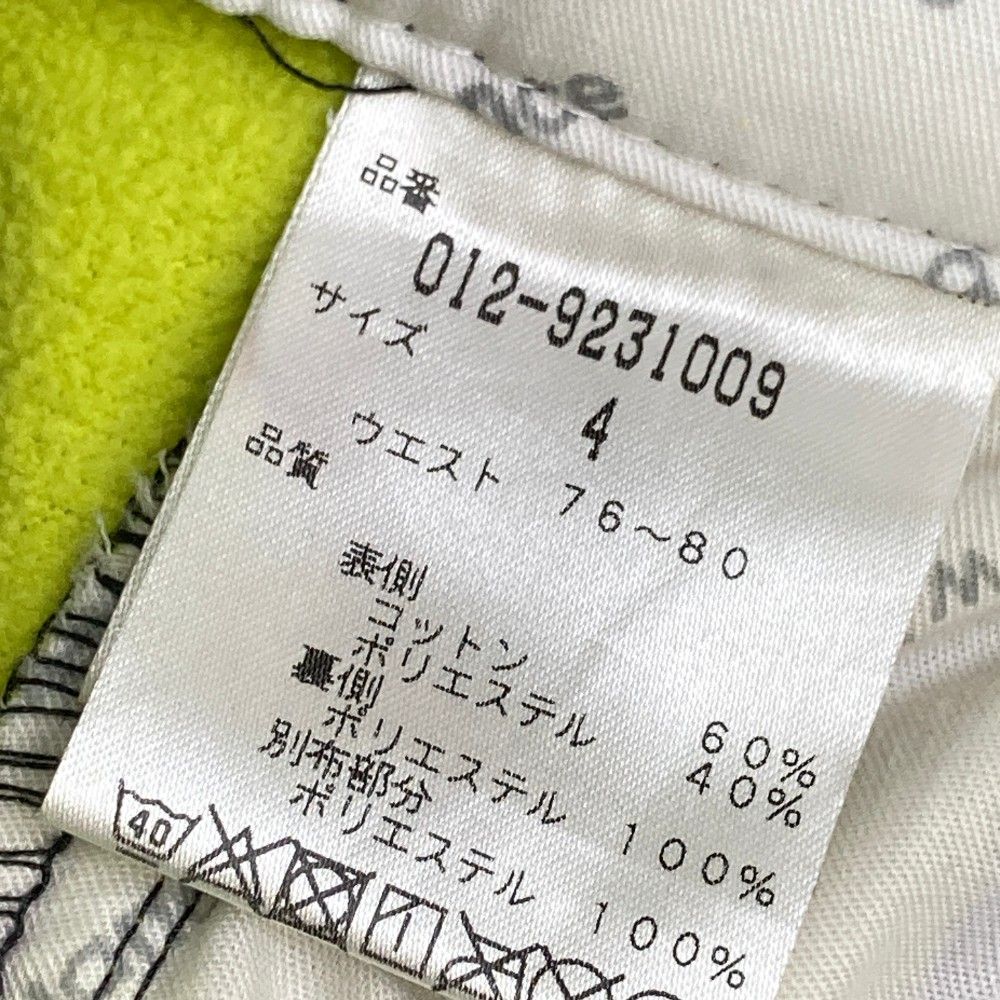 品番
012-9231009
サイズ
4
ウエスト 76~80
品質
表側
コットン 60%
ポリエステル 40%
裏側
ポリエステル 100%
別布部分
ポリエステル 100%
40